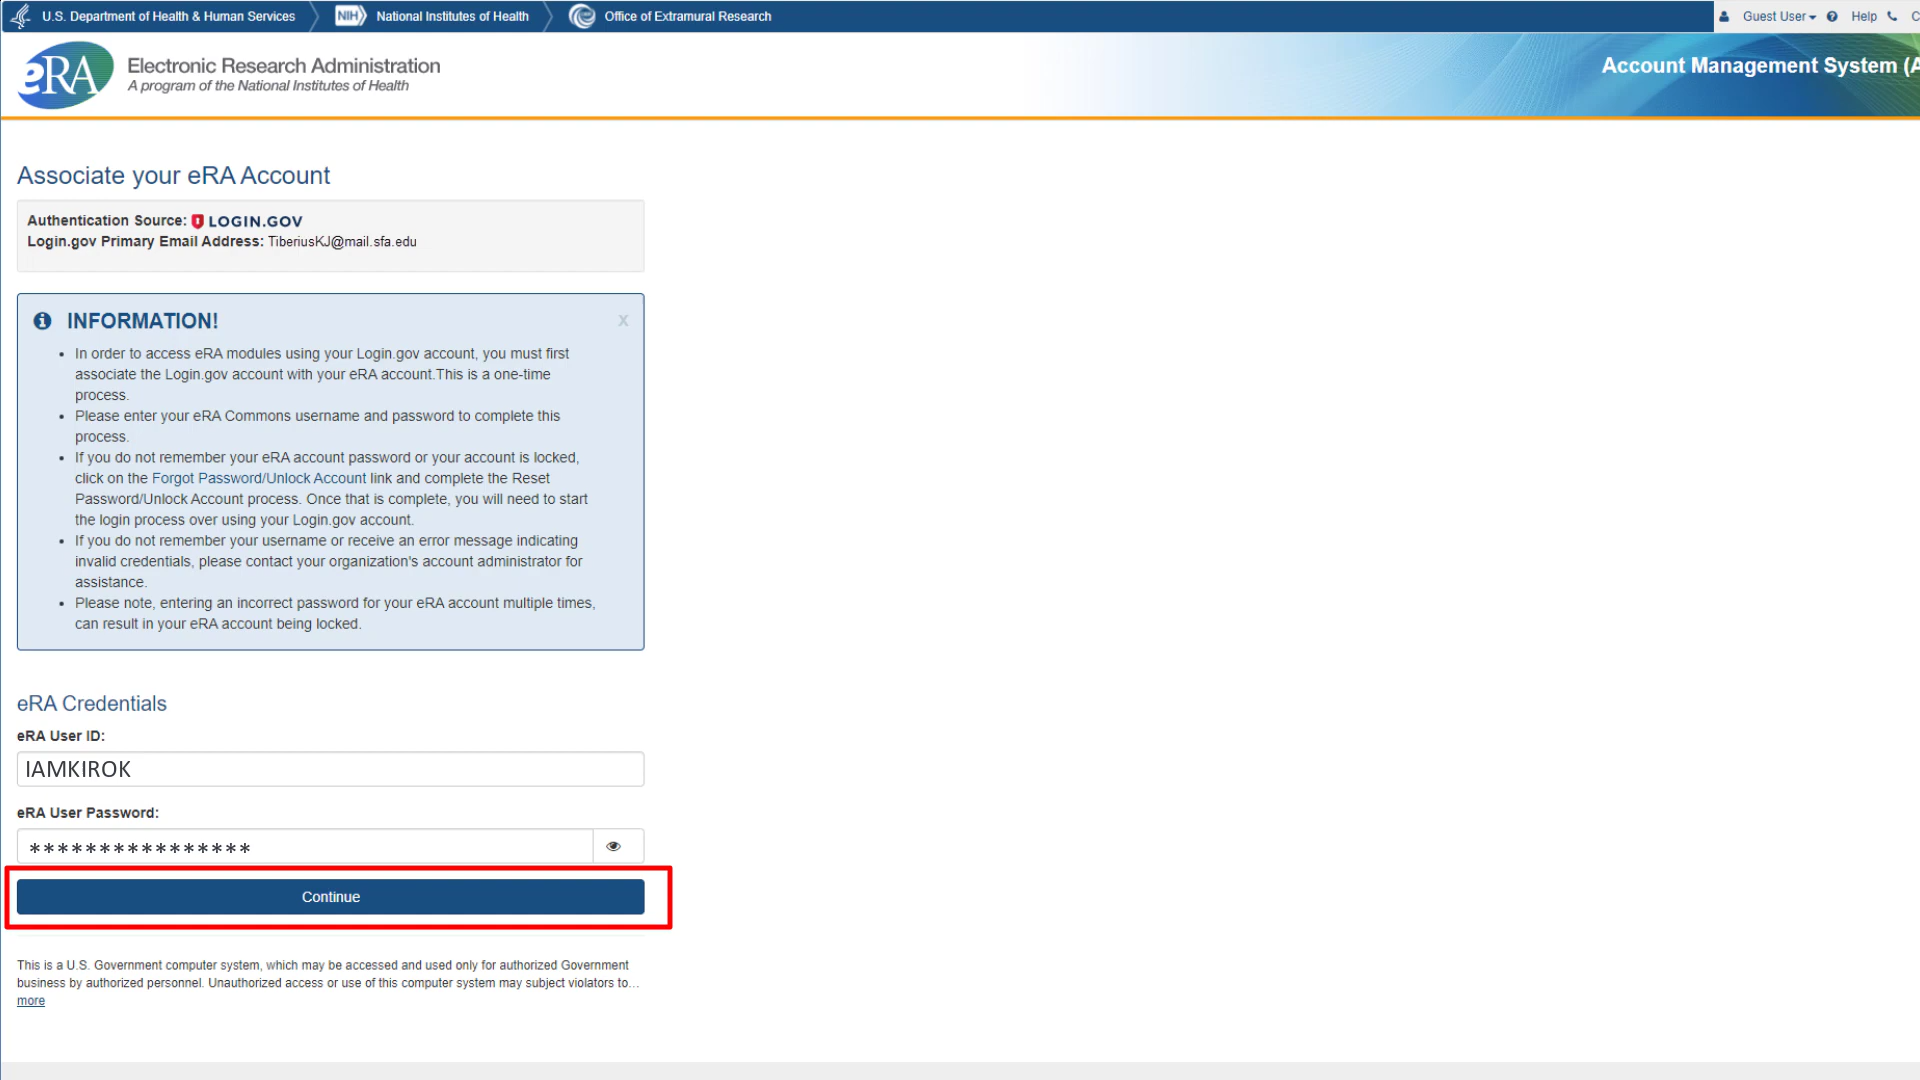 U.S. Department of Health & Human Services NIH National Institutes of Health Office of Extramural Research Guest User Help
eRA Electronic Research Administration
A program of the National Institutes of Health
Account Management System (
Associate your eRA Account
Authentication Source: LOGIN.GOV
Login.gov Primary Email Address: TiberiusKJ@mail.sfa.edu
INFORMATION! x
• In order to access eRA modules using your Login.gov account, you must first
associate the Login.gov account with your eRA account.This is a one-time
process.
• Please enter your eRA Commons username and password to complete this
process.
• If you do not remember your eRA account password or your account is locked,
click on the Forgot Password/Unlock Account link and complete the Reset
Password/Unlock Account process. Once that is complete, you will need to start
the login process over using your Login.gov account.
• If you do not remember your username or receive an error message indicating
invalid credentials, please contact your organization's account administrator for
assistance.
• Please note, entering an incorrect password for your eRA account multiple times,
can result in your eRA account being locked.
eRA Credentials
eRA User ID:
IAMKIROK
eRA User Password:
****************
Continue
This is a U.S. Government computer system, which may be accessed and used only for authorized Government
business by authorized personnel. Unauthorized access or use of this computer system may subject violators to...
more